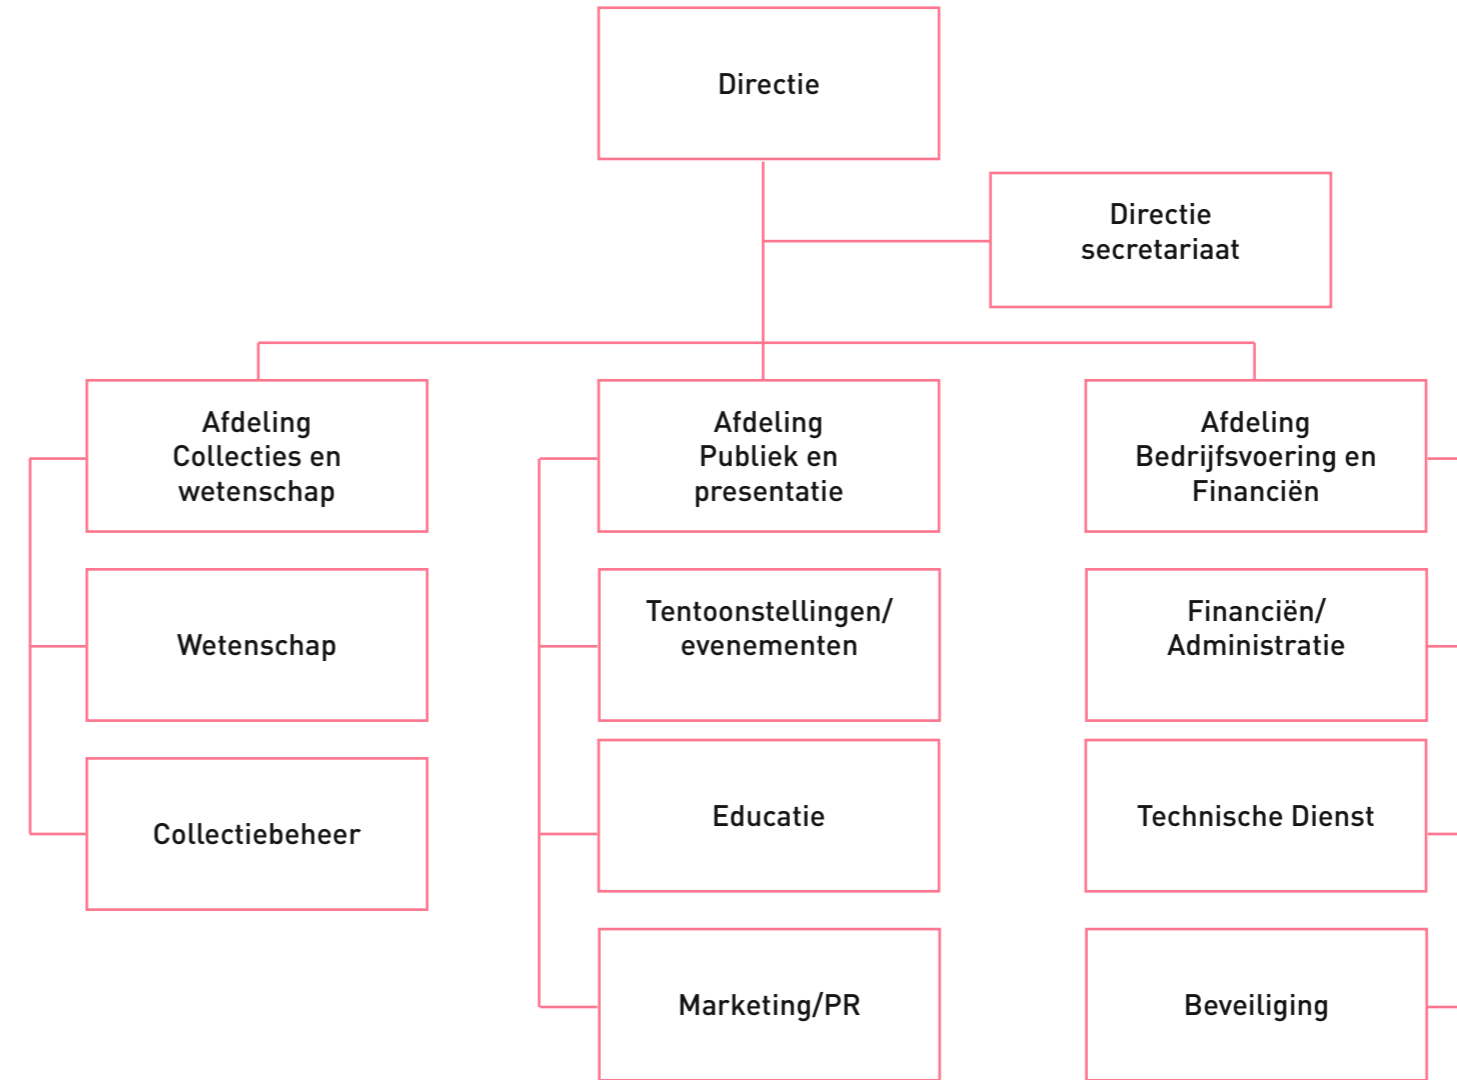 Directie
Directie
secretariaat
Afdeling
Collecties en
wetenschap
Afdeling
Publiek en
presentatie
Afdeling
Bedrijfsvoering en
Financiën
Wetenschap
Tentoonstellingen/
evenementen
Financiën/
Administratie
Collectiebeheer
Educatie
Technische Dienst
Marketing/PR
Beveiliging